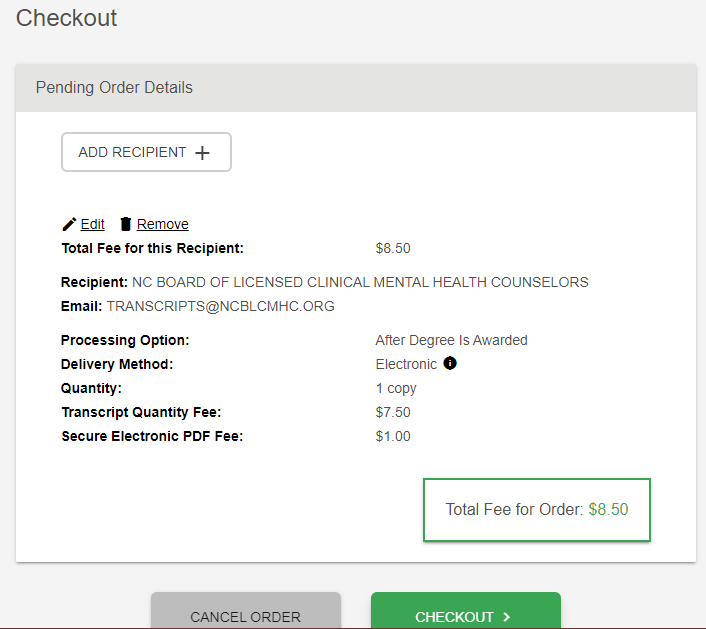 Checkout
Pending Order Details
ADD RECIPIENT +
Edit Remove
Total Fee for this Recipient: $8.50
Recipient: NC BOARD OF LICENSED CLINICAL MENTAL HEALTH COUNSELORS
Email: TRANSCRIPTS@NCBLCMHC.ORG
Processing Option: After Degree Is Awarded
Delivery Method: Electronic
Quantity: 1 copy
Transcript Quantity Fee: $7.50
Secure Electronic PDF Fee: $1.00
Total Fee for Order: $8.50
CANCEL ORDER CHECKOUT >